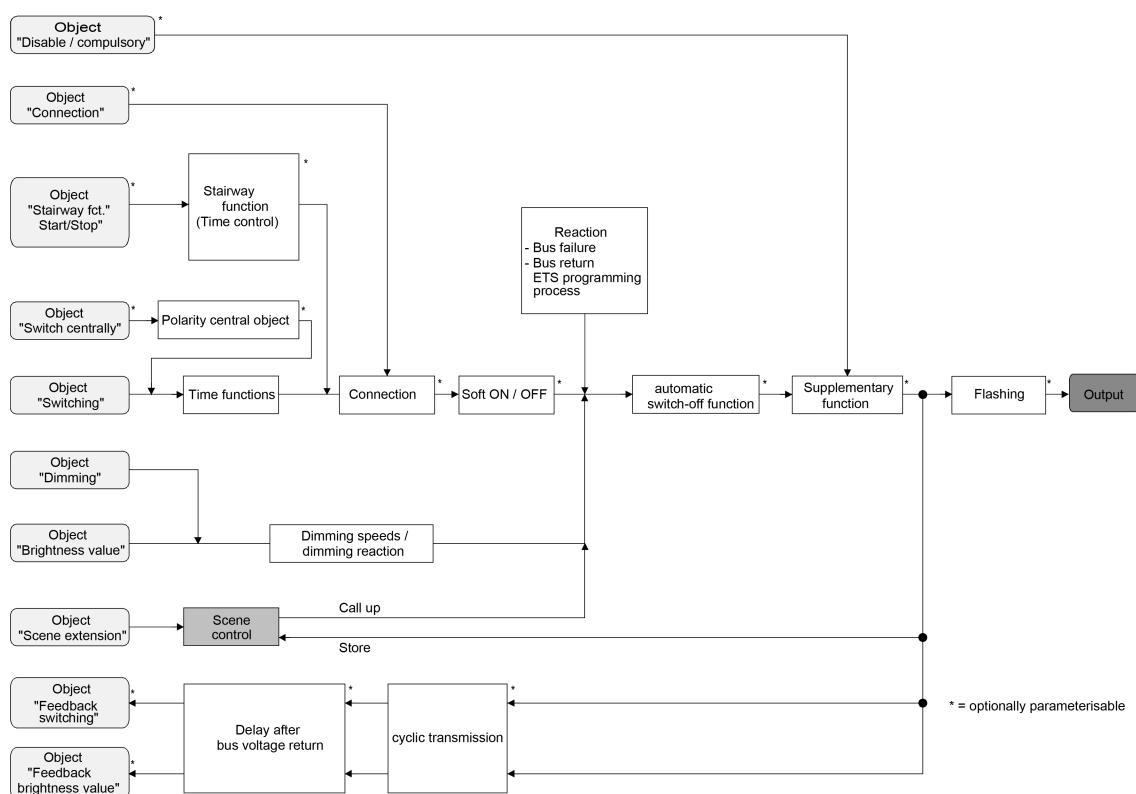 Object
"Disable / compulsory"
*
Object
"Connection"
*
Object
"Stairway fct."
Start/Stop"
*
Stairway
function
(Time control)
*
Reaction
- Bus failure
- Bus return
ETS programming
process
Object
"Switch centrally"
*
Polarity central object
*
Object
"Switching"
Time functions
Connection
*
Soft ON / OFF
*
automatic
switch-off function
*
Supplementary
function
*
Flashing
*
Output
Object
"Dimming"
Object
"Brightness value"
Dimming speeds /
dimming reaction
Object
"Scene extension"
Scene
control
Call up
Store
Object
"Feedback
switching"
*
Object
"Feedback
brightness value"
*
Delay after
bus voltage return
*
cyclic transmission
*
* = optionally parameterisable